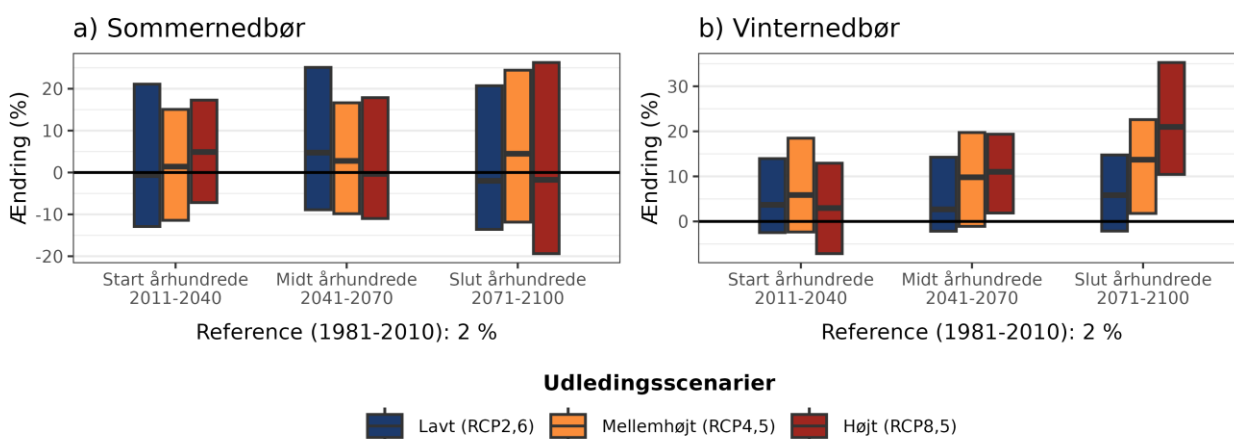 a) Sommernedbør
b) Vinternedbør
Ændring (%)
20
10
0
-10
-20
Start århundrede
2011-2040
Midt århundrede
2041-2070
Slut århundrede
2071-2100
Reference (1981-2010): 2 %
Ændring (%)
30
20
10
0
Start århundrede
2011-2040
Midt århundrede
2041-2070
Slut århundrede
2071-2100
Reference (1981-2010): 2 %
Udledingsscenarier
Lavt (RCP2,6)
Mellemhøjt (RCP4,5)
Højt (RCP8,5)